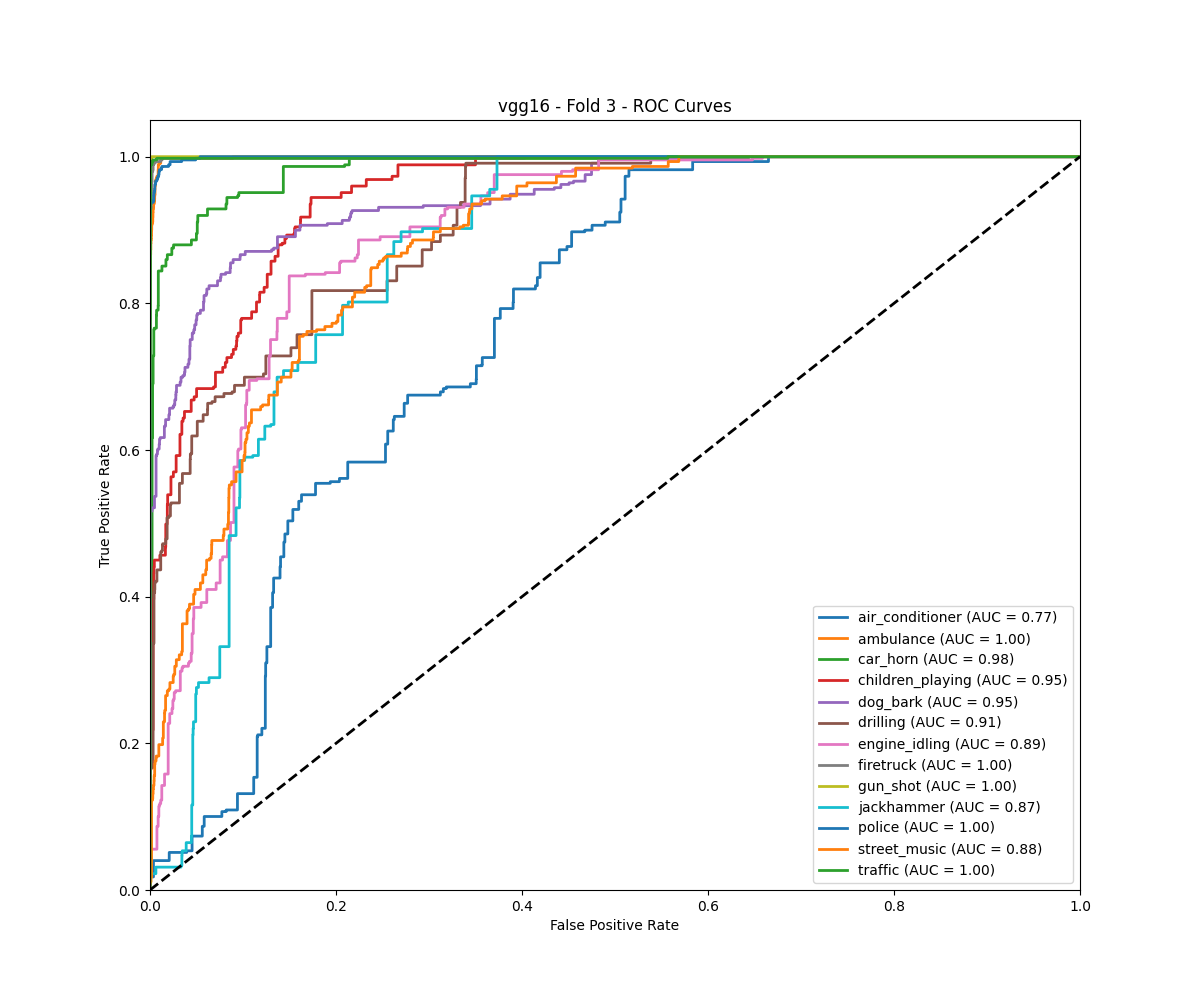 vgg16 - Fold 3 - ROC Curves
1.0
0.8
0.6
0.4
0.2
0.0
True Positive Rate
0.0 0.2 0.4 0.6 0.8 1.0
False Positive Rate
air_conditioner (AUC = 0.77)
ambulance (AUC = 1.00)
car_horn (AUC = 0.98)
children_playing (AUC = 0.95)
dog_bark (AUC = 0.95)
drilling (AUC = 0.91)
engine_idling (AUC = 0.89)
firetruck (AUC = 1.00)
gun_shot (AUC = 1.00)
jackhammer (AUC = 0.87)
police (AUC = 1.00)
street_music (AUC = 0.88)
traffic (AUC = 1.00)